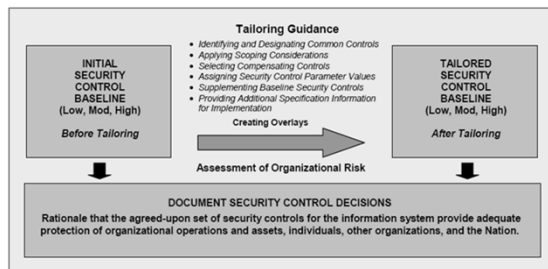 Tailoring Guidance
• Identifying and Designating Common Controls
• Applying Scoping Considerations
• Selecting Compensating Controls
• Assigning Security Control Parameter Values
• Supplementing Baseline Security Controls
• Providing Additional Specification Information
for Implementation
INITIAL
SECURITY
CONTROL
BASELINE
(Low, Mod, High)
Before Tailoring
Creating Overlays
Assessment of Organizational Risk
TAILORED
SECURITY
CONTROL
BASELINE
(Low, Mod, High)
After Tailoring
DOCUMENT SECURITY CONTROL DECISIONS
Rationale that the agreed-upon set of security controls for the information system provide adequate
protection of organizational operations and assets, individuals, other organizations, and the Nation.